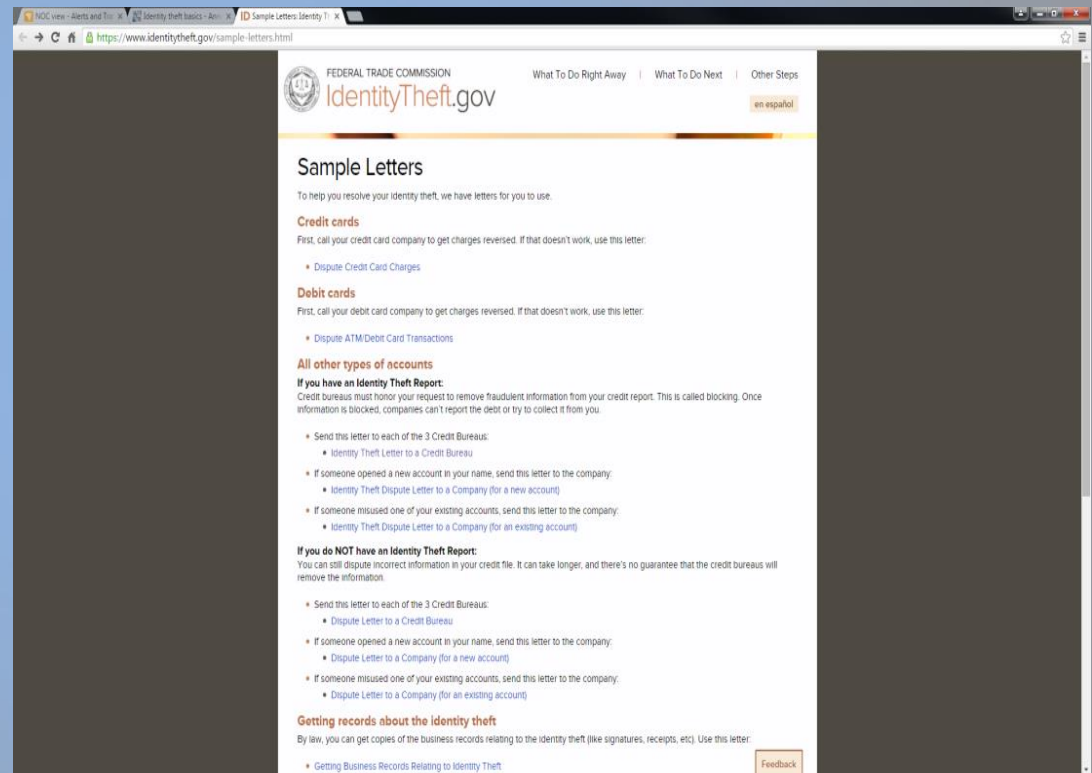 NOC view - Alerts and Tic
Identity theft basics - Ann
Sample Letters: Identity Th
https://www.identitytheft.gov/sample-letters.html
FEDERAL TRADE COMMISSION
IdentityTheft.gov
What To Do Right Away | What To Do Next | Other Steps
en español
Sample Letters
To help you resolve your identity theft, we have letters for you to use.
Credit cards
First, call your credit card company to get charges reversed. If that doesn't work, use this letter:
Dispute Credit Card Charges
Debit cards
First, call your debit card company to get charges reversed. If that doesn't work, use this letter:
Dispute ATM/Debit Card Transactions
All other types of accounts
If you have an Identity Theft Report:
Credit bureaus must honor your request to remove fraudulent information from your credit report. This is called blocking. Once
information is blocked, companies can't report the debt or try to collect it from you.
Send this letter to each of the 3 Credit Bureaus:
Identity Theft Letter to a Credit Bureau
If someone opened a new account in your name, send this letter to the company:
Identity Theft Dispute Letter to a Company (for a new account)
If someone misused one of your existing accounts, send this letter to the company:
Identity Theft Dispute Letter to a Company (for an existing account)
If you do NOT have an Identity Theft Report:
You can still dispute incorrect information in your credit file. It can take longer, and there's no guarantee that the credit bureaus will
remove the information.
Send this letter to each of the 3 Credit Bureaus:
Dispute Letter to a Credit Bureau
If someone opened a new account in your name, send this letter to the company:
Dispute Letter to a Company (for a new account)
If someone misused one of your existing accounts, send this letter to the company:
Dispute Letter to a Company (for an existing account)
Getting records about the identity theft
By law, you can get copies of the business records relating to the identity theft (like signatures, receipts, etc). Use this letter:
Getting Business Records Relating to Identity Theft
Feedback